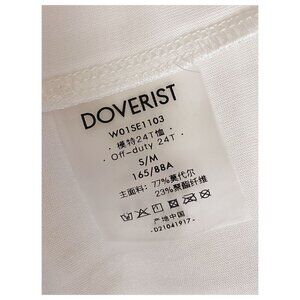 DOVERIST
W01SE1103
· 模特24T恤 ·
· Off-duty 24T ·
S/M
165/88A
主面料: 77%莫代尔
23%聚酯纤维
产地中国
·D21041917·